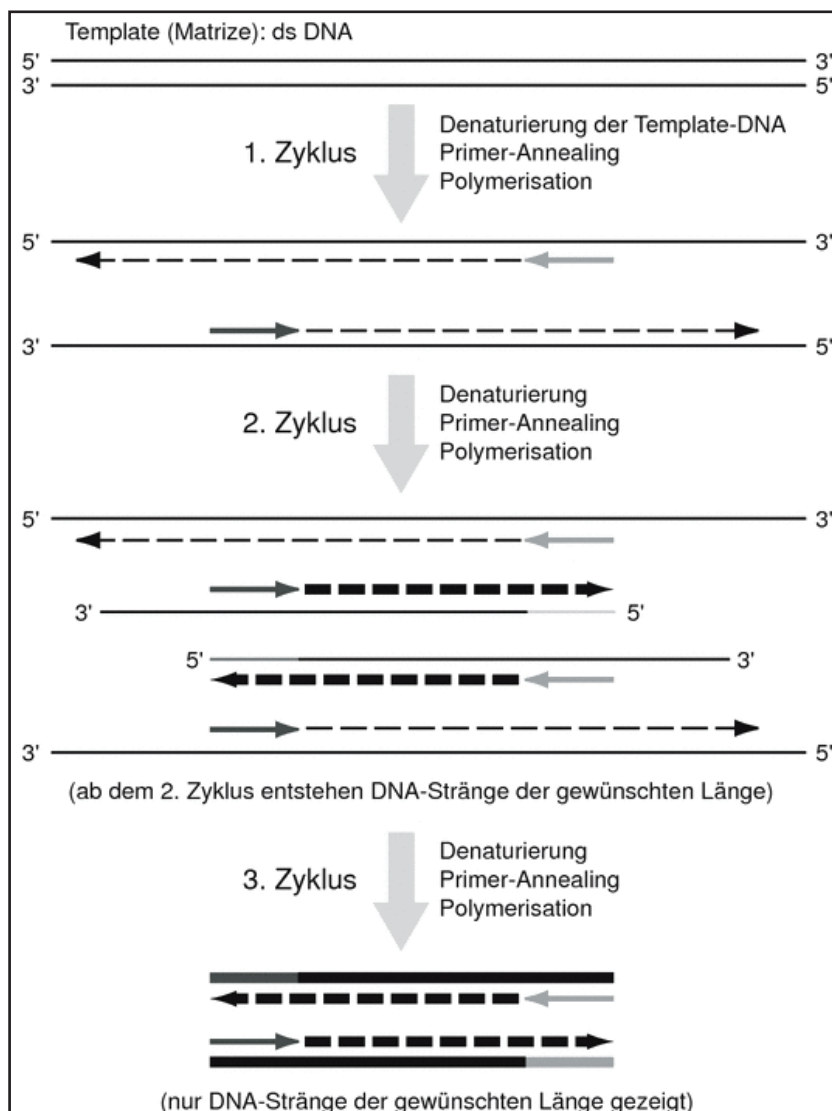 Template (Matrize): ds DNA
5' 3'
3' 5'
1. Zyklus
Denaturierung der Template-DNA
Primer-Annealing
Polymerisation
5' 3'
3' 5'
2. Zyklus
Denaturierung
Primer-Annealing
Polymerisation
5' 3'
3' 5'
5' 3'
3' 5'
(ab dem 2. Zyklus entstehen DNA-Stränge der gewünschten Länge)
3. Zyklus
Denaturierung
Primer-Annealing
Polymerisation
(nur DNA-Stränge der gewünschten Länge gezeigt)